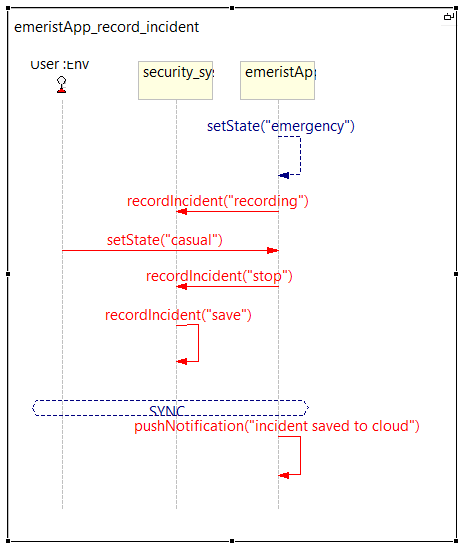 emeristApp_record_incident
User :Env
security_sys
emeristAp
setState("emergency")
recordIncident("recording")
setState("casual")
recordIncident("stop")
recordIncident("save")
SYNC
pushNotification("incident saved to cloud")